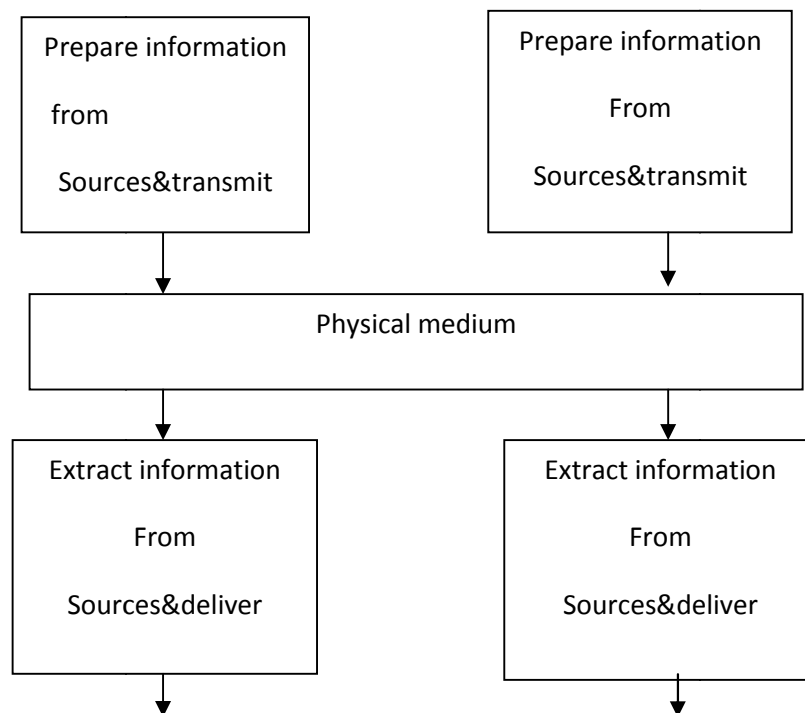 Prepare information
from
Sources&transmit
Prepare information
From
Sources&transmit
Physical medium
Extract information
From
Sources&deliver
Extract information
From
Sources&deliver